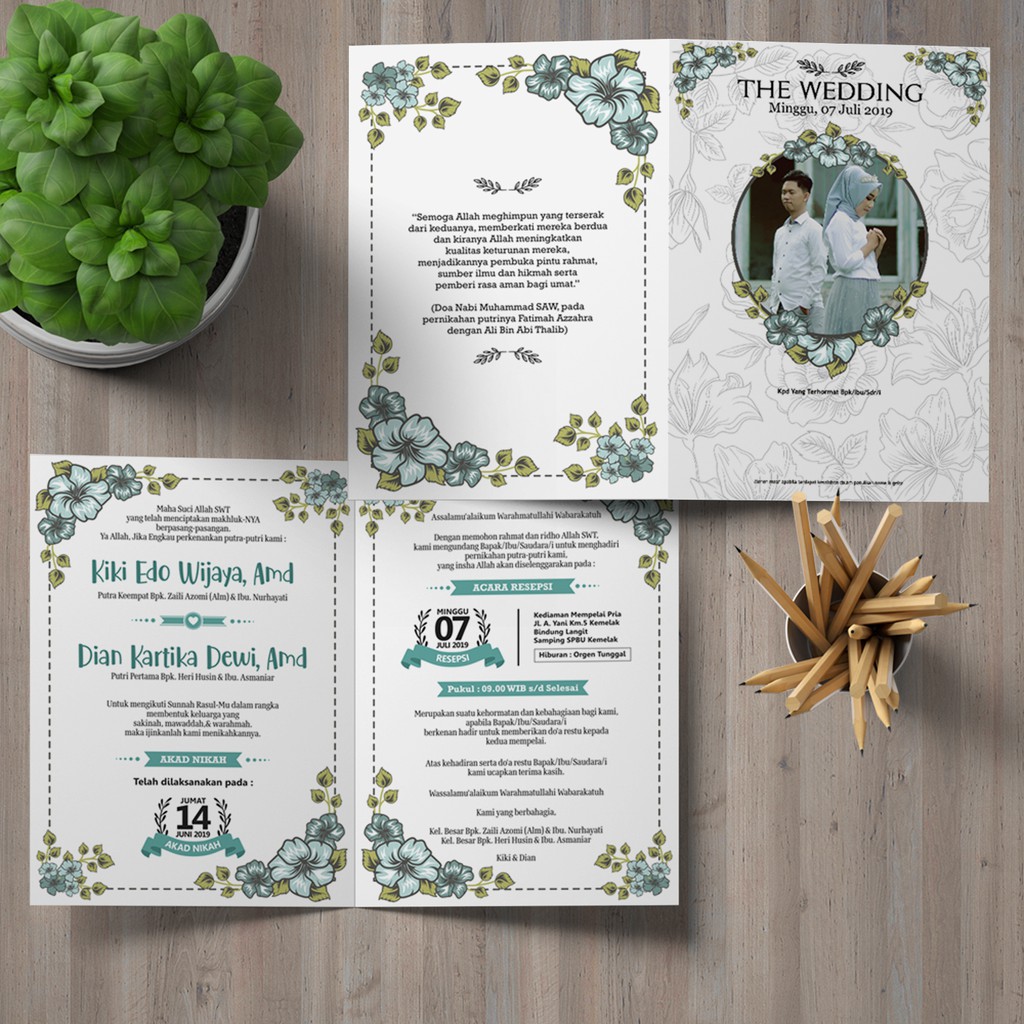 “Semoga Allah meghimpun yang terserak
dari keduanya, memberkati mereka berdua
dan kiranya Allah meningkatkan
kualitas keturunan mereka,
menjadikannya pembuka pintu rahmat,
sumber ilmu dan hikmah serta
pemberi rasa aman bagi umat.”
(Doa Nabi Muhammad SAW, pada
pernikahan putrinya Fatimah Azzahra
dengan Ali Bin Abi Thalib)
THE WEDDING
Minggu, 07 Juli 2019
Kpd Yang Terhormat Bpk/Ibu/Sdr/i
Maha Suci Allah SWT
yang telah menciptakan makhluk-NYA
berpasang-pasangan.
Ya Allah, Jika Engkau perkenankan putra-putri kami :
Kiki Edo Wijaya, Amd
Putra Keempat Bpk. Zaili Azomi (Alm) & Ibu. Nurhayati
Dian Kartika Dewi, Amd
Putri Pertama Bpk. Heri Husin & Ibu. Asmaniar
Untuk mengikuti Sunnah Rasul-Mu dalam rangka
membentuk keluarga yang
sakinah, mawaddah,& warahmah.
maka ijinkanlah kami menikahkannya.
AKAD NIKAH
Telah dilaksanakan pada :
JUMAT
14
JUNI 2019
AKAD NIKAH
Assalamu'alaikum Warahmatullahi Wabarakatuh
Dengan memohon rahmat dan ridho Allah SWT,
kami mengundang Bapak/Ibu/Saudara/i untuk menghadiri
pernikahan putra-putri kami,
yang insha Allah akan diselenggarakan pada :
ACARA RESEPSI
MINGGU
07
JULI 2019
RESEPSI
Kediaman Mempelai Pria
JL. A. Yani Km.5 Kemelak
Bindung Langit
Samping SPBU Kemelak
Hiburan : Orgen Tunggal
Pukul : 09.00 WIB s/d Selesai
Merupakan suatu kehormatan dan kebahagiaan bagi kami,
apabila Bapak/Ibu/Saudara/i
berkenan hadir untuk memberikan do'a restu kepada
kedua mempelai.
Atas kehadiran serta do'a restu Bapak/Ibu/Saudara/i
kami ucapkan terima kasih.
Wassalamu'alaikum Warahmatullahi Wabarakatuh
Kami yang berbahagia,
Kel. Besar Bpk. Zaili Azomi (Alm) & Ibu. Nurhayati
Kel. Besar Bpk. Heri Husin & Ibu. Asmaniar
Kiki & Dian